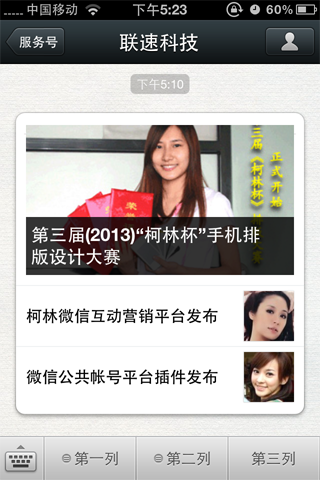 中国移动 下午5:23 60%
服务号 联速科技
下午5:10
三届《柯林杯》
正式开始
第三届(2013)“柯林杯”手机排
版设计大赛
柯林微信互动营销平台发布
微信公共帐号平台插件发布
第一列 第二列 第三列